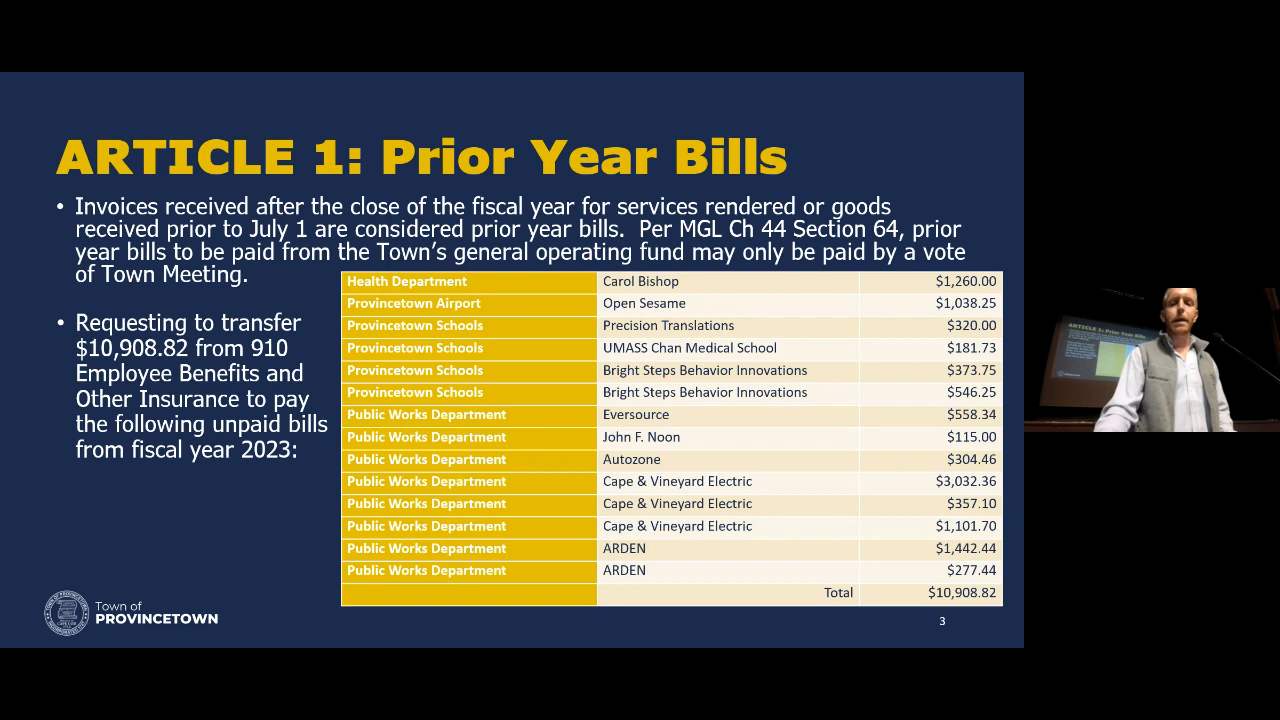 ARTICLE 1: Prior Year Bills
• Invoices received after the close of the fiscal year for services rendered or goods
received prior to July 1 are considered prior year bills. Per MGL Ch 44 Section 64, prior
year bills to be paid from the Town's general operating fund may only be paid by a vote
of Town Meeting.
• Requesting to transfer
$10,908.82 from 910
Employee Benefits and
Other Insurance to pay
the following unpaid bills
from fiscal year 2023:
Health Department Carol Bishop $1,260.00
Provincetown Airport Open Sesame $1,038.25
Provincetown Schools Precision Translations $320.00
Provincetown Schools UMASS Chan Medical School $181.73
Provincetown Schools Bright Steps Behavior Innovations $373.75
Provincetown Schools Bright Steps Behavior Innovations $546.25
Public Works Department Eversource $558.34
Public Works Department John F. Noon $115.00
Public Works Department Autozone $304.46
Public Works Department Cape & Vineyard Electric $3,032.36
Public Works Department Cape & Vineyard Electric $357.10
Public Works Department Cape & Vineyard Electric $1,101.70
Public Works Department ARDEN $1,442.44
Public Works Department ARDEN $277.44
Total $10,908.82
Town of
PROVINCETOWN
3
ARTICLE 1: Prior Year Bills